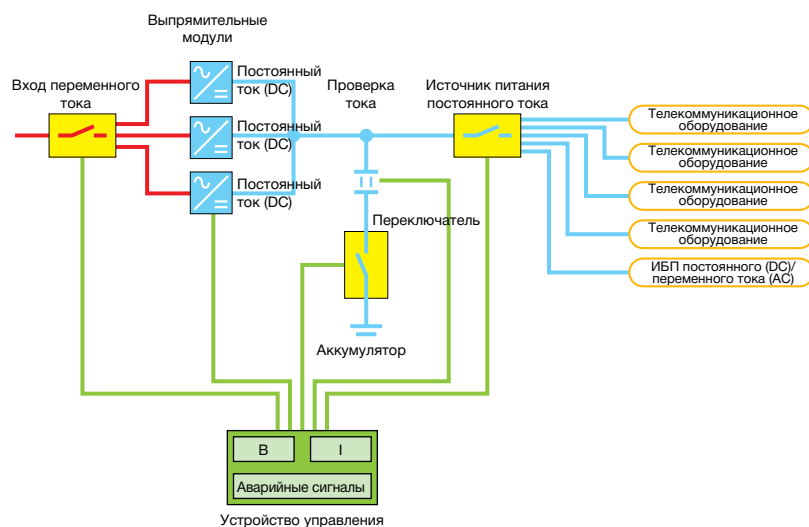 Выпрямительные
модули
Вход переменного
тока
Постоянный
ток (DC)
Проверка
тока
Источник питания
постоянного тока
Постоянный
ток (DC)
Постоянный
ток (DC)
Телекоммуникационное
оборудование
Телекоммуникационное
оборудование
Телекоммуникационное
оборудование
Телекоммуникационное
оборудование
ИБП постоянного (DC)/
переменного тока (AC)
Переключатель
Аккумулятор
В
I
Аварийные сигналы
Устройство управления